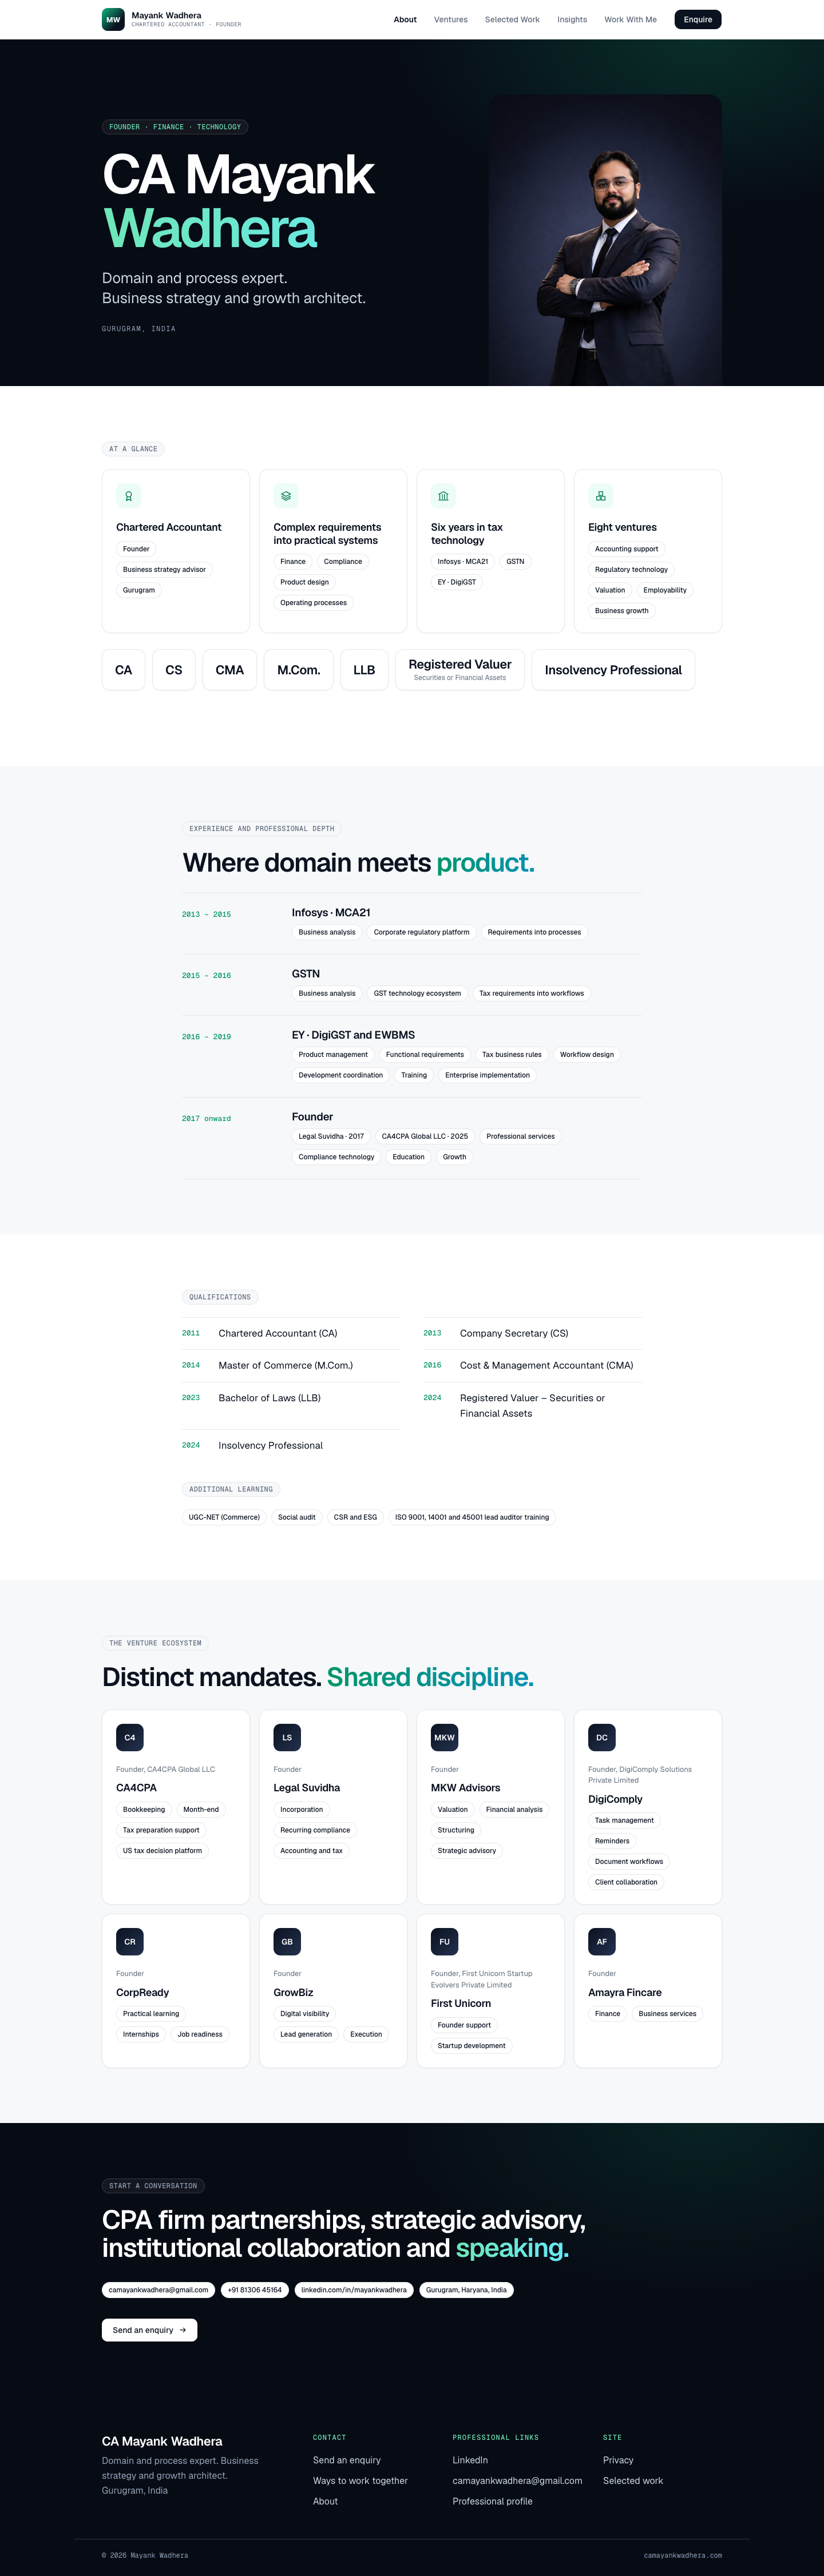 MW
Mayank Wadhera
CHARTERED ACCOUNTANT · FOUNDER
About
Ventures
Selected Work
Insights
Work With Me
Enquire
FOUNDER · FINANCE · TECHNOLOGY
CA Mayank
Wadhera
Domain and process expert.
Business strategy and growth architect.
GURUGRAM, INDIA
AT A GLANCE
Chartered Accountant
Founder
Business strategy advisor
Gurugram
Complex requirements
into practical systems
Finance
Compliance
Product design
Operating processes
Six years in tax
technology
Infosys · MCA21
GSTN
EY · DigiGST
Eight ventures
Accounting support
Regulatory technology
Valuation
Employability
Business growth
CA
CS
CMA
M.Com.
LLB
Registered Valuer
Securities or Financial Assets
Insolvency Professional
EXPERIENCE AND PROFESSIONAL DEPTH
Where domain meets product.
2013 – 2015
Infosys · MCA21
Business analysis
Corporate regulatory platform
Requirements into processes
2015 – 2016
GSTN
Business analysis
GST technology ecosystem
Tax requirements into workflows
2016 – 2019
EY · DigiGST and EWBMS
Product management
Functional requirements
Tax business rules
Workflow design
Development coordination
Training
Enterprise implementation
2017 onward
Founder
Legal Suvidha · 2017
CA4CPA Global LLC · 2025
Professional services
Compliance technology
Education
Growth
QUALIFICATIONS
2011
Chartered Accountant (CA)
2013
Company Secretary (CS)
2014
Master of Commerce (M.Com.)
2016
Cost & Management Accountant (CMA)
2023
Bachelor of Laws (LLB)
2024
Registered Valuer – Securities or
Financial Assets
2024
Insolvency Professional
ADDITIONAL LEARNING
UGC-NET (Commerce)
Social audit
CSR and ESG
ISO 9001, 14001 and 45001 lead auditor training
THE VENTURE ECOSYSTEM
Distinct mandates. Shared discipline.
C4
Founder, CA4CPA Global LLC
CA4CPA
Bookkeeping
Month-end
Tax preparation support
US tax decision platform
LS
Founder
Legal Suvidha
Incorporation
Recurring compliance
Accounting and tax
MKW
Founder
MKW Advisors
Valuation
Financial analysis
Structuring
Strategic advisory
DC
Founder, DigiComply Solutions
Private Limited
DigiComply
Task management
Reminders
Document workflows
Client collaboration
CR
Founder
CorpReady
Practical learning
Internships
Job readiness
GB
Founder
GrowBiz
Digital visibility
Lead generation
Execution
FU
Founder, First Unicorn Startup
Evolvers Private Limited
First Unicorn
Founder support
Startup development
AF
Founder
Amayra Fincare
Finance
Business services
START A CONVERSATION
CPA firm partnerships, strategic advisory,
institutional collaboration and speaking.
camayankwadhera@gmail.com
+91 81306 45164
linkedin.com/in/mayankwadhera
Gurugram, Haryana, India
Send an enquiry →
CA Mayank Wadhera
Domain and process expert. Business
strategy and growth architect.
Gurugram, India
CONTACT
Send an enquiry
Ways to work together
About
PROFESSIONAL LINKS
LinkedIn
camayankwadhera@gmail.com
Professional profile
SITE
Privacy
Selected work
© 2026 Mayank Wadhera
camayankwadhera.com